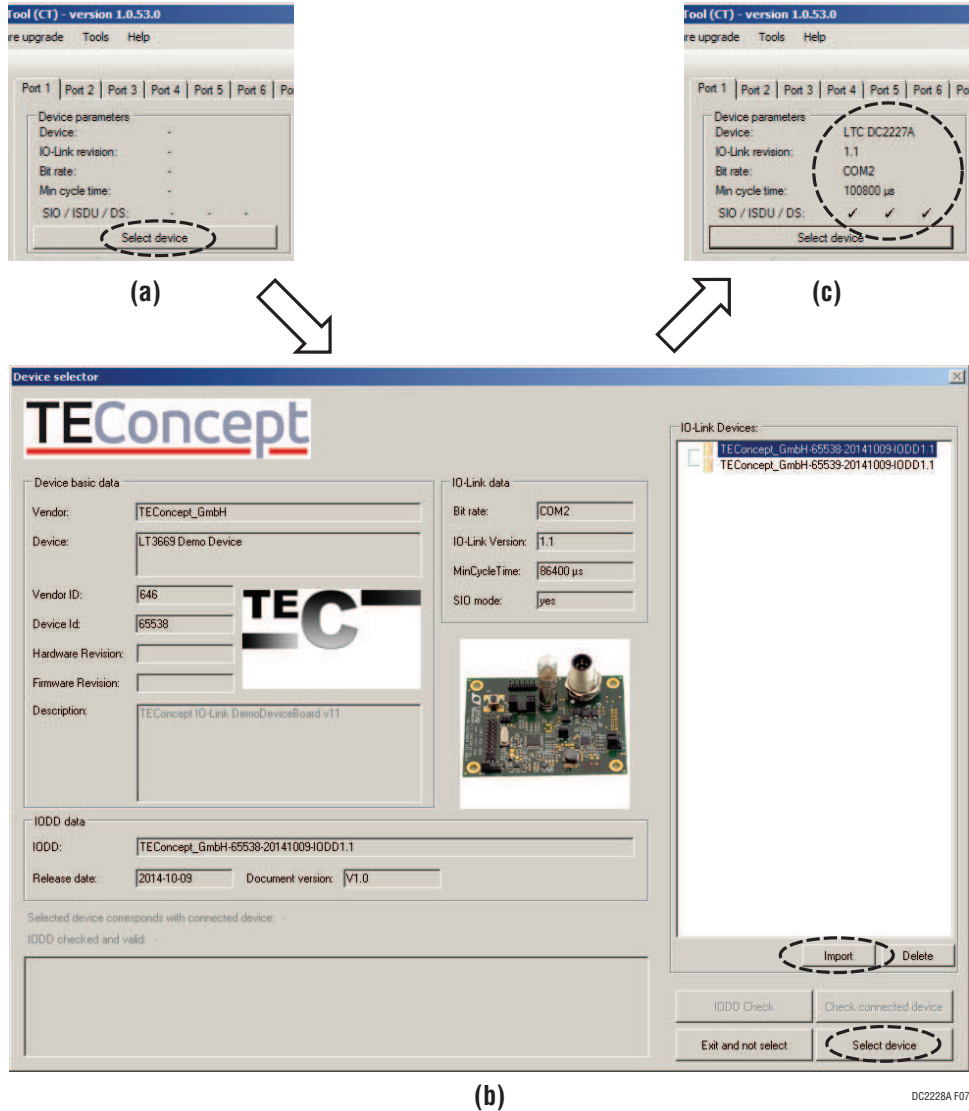 Tool (CT) - version 1.0.53.0
re upgrade Tools Help
Port 1 Port 2 Port 3 Port 4 Port 5 Port 6 Po
Device parameters
Device: -
IO-Link revision: -
Bit rate: -
Min cycle time: -
SIO / ISDU / DS: - - -
Select device
(a)
Tool (CT) - version 1.0.53.0
re upgrade Tools Help
Port 1 Port 2 Port 3 Port 4 Port 5 Port 6 Po
Device parameters
Device: LTC DC2227A
IO-Link revision: 1.1
Bit rate: COM2
Min cycle time: 100800 µs
SIO / ISDU / DS: ✓ ✓ ✓
Select device
(c)
Device selector
TEConcept
Device basic data
Vendor: TEConcept_GmbH
Device: LT3669 Demo Device
Vendor ID: 646
Device Id: 65538
Hardware Revision:
Firmware Revision:
Description: TEConcept IO-Link DemoDeviceBoard v11
TEC
IO-Link data
Bit rate: COM2
IO-Link Version: 1.1
MinCycleTime: 86400 µs
SIO mode: yes
IODD data
IODD: TEConcept_GmbH-65538-20141009-IODD1.1
Release date: 2014-10-09 Document version: V1.0
Selected device corresponds with connected device: -
IODD checked and valid: -
IO-Link Devices:
TEConcept_GmbH-65538-20141009-IODD1.1
TEConcept_GmbH-65539-20141009-IODD1.1
Import Delete
IODD Check Check connected device
Exit and not select Select device
(b)
DC2228A F07